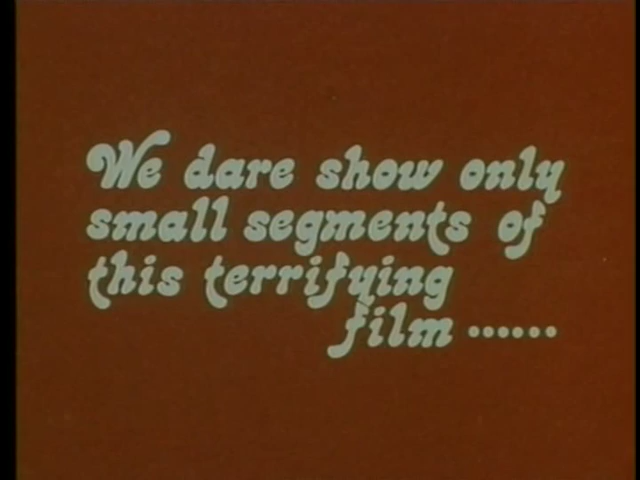 We dare show only
small segments of
this terrifying
film ......